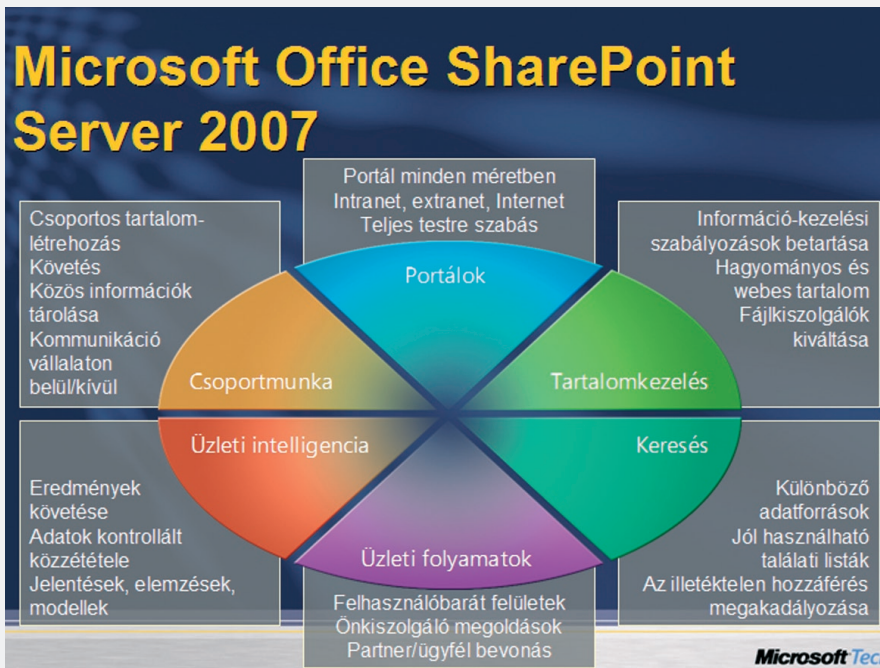 Microsoft Office SharePoint
Server 2007
Portál minden méretben
Intranet, extranet, Internet
Teljes testre szabás
Csoportos tartalom-
létrehozás
Követés
Közös információk
tárolása
Kommunikáció
vállalaton
belül/kívül
Információ-kezelési
szabályozások betartása
Hagyományos és
webes tartalom
Fájlkiszolgálók
kiváltása
Portálok
Csoportmunka
Tartalomkezelés
Üzleti intelligencia
Keresés
Üzleti folyamatok
Eredmények
követése
Adatok kontrollált
közzététele
Jelentések, elemzések,
modellek
Különböző
adatforrások
Jól használható
találati listák
Az illetéktelen hozzáférés
megakadályozása
Felhasználóbarát felületek
Önkiszolgáló megoldások
Partner/ügyfél bevonás
Microsoft Tec